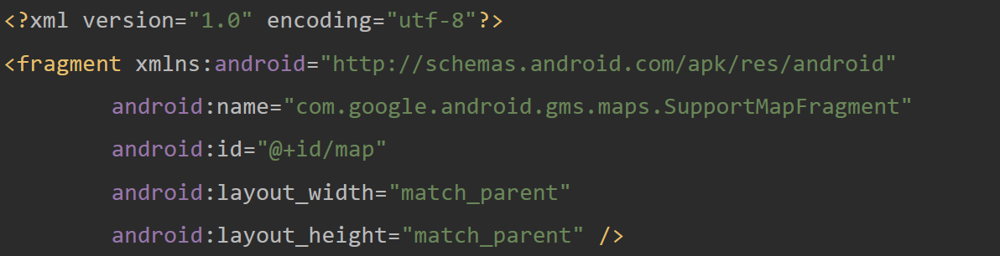 <?xml version="1.0" encoding="utf-8"?>
<fragment xmlns:android="http://schemas.android.com/apk/res/android"
android:name="com.google.android.gms.maps.SupportMapFragment"
android:id="@+id/map"
android:layout_width="match_parent"
android:layout_height="match_parent" />